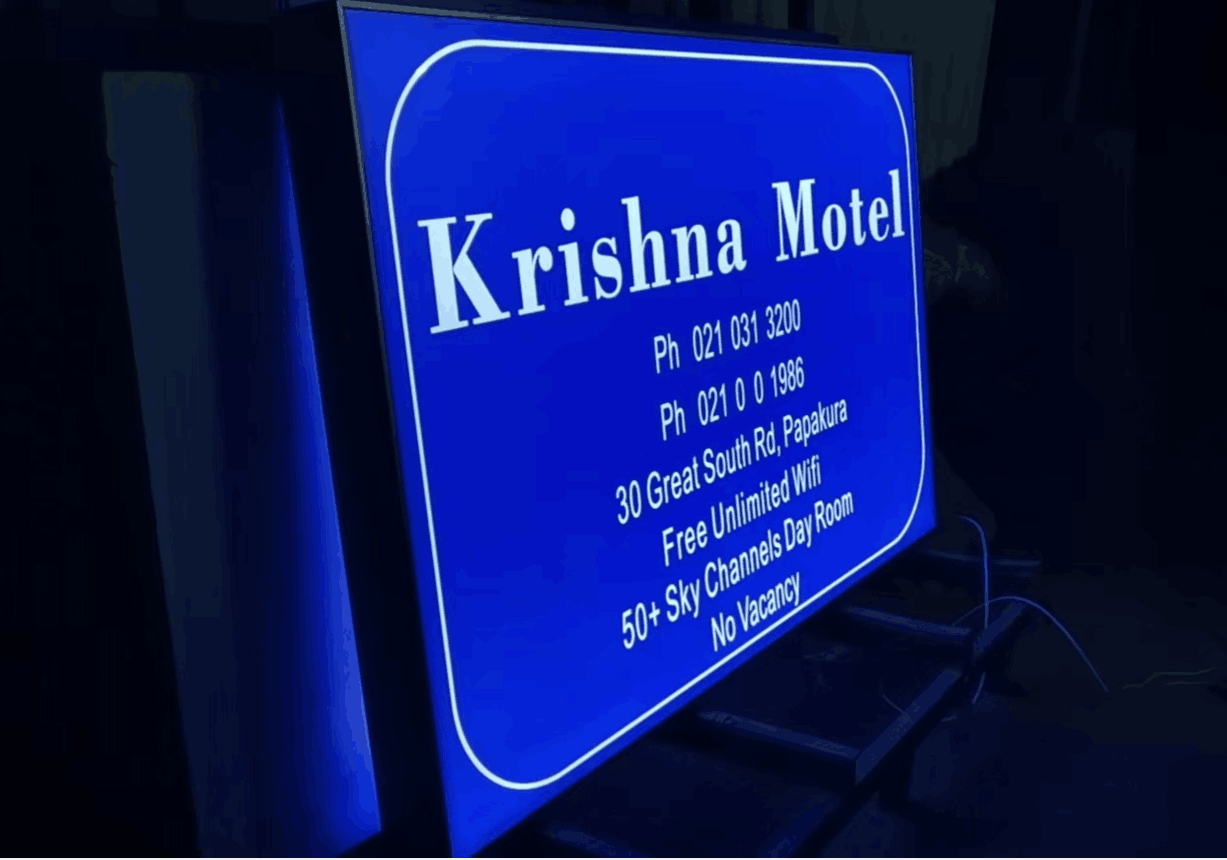 Krishna Motel
Ph 021 031 3200
Ph 021 0 0 1986
30 Great South Rd, Papakura
Free Unlimited Wifi
50+ Sky Channels Day Room
No Vacancy